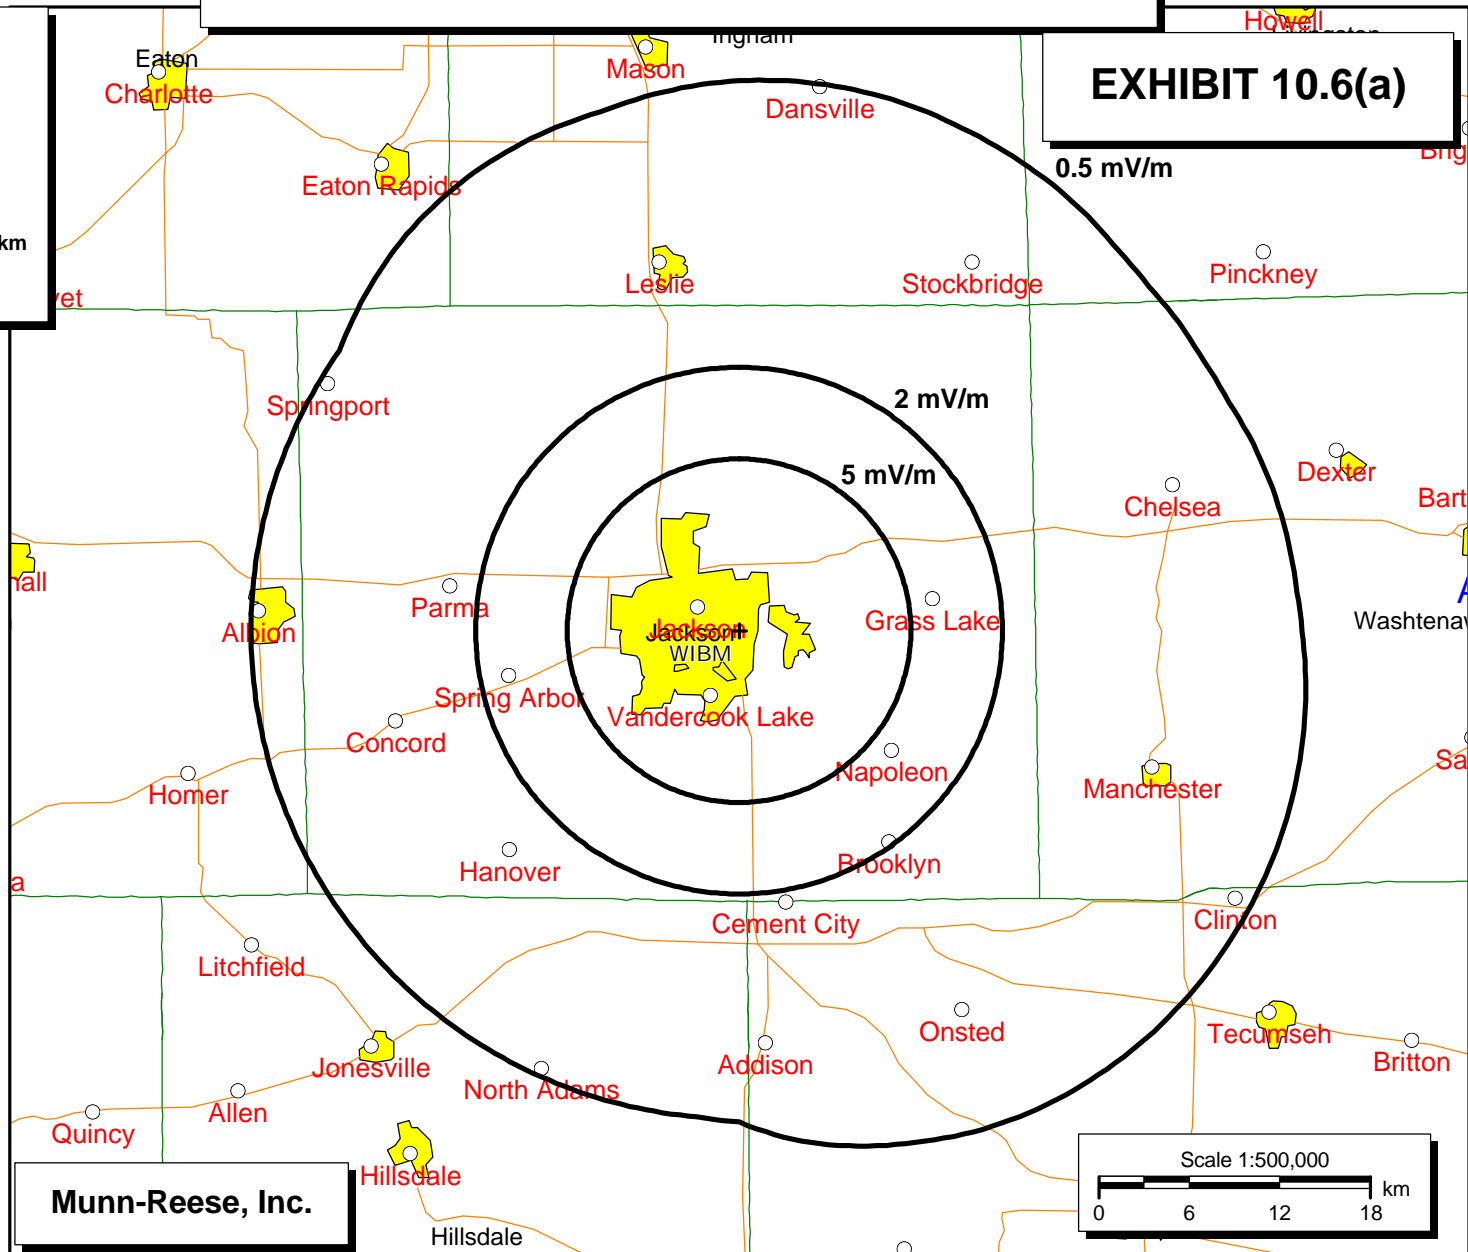 Howell
Ingham
Eaton
Charlotte
Mason
Dansville
EXHIBIT 10.6(a)
0.5 mV/m
Eaton Rapids
km
Leslie
Stockbridge
Pinckney
2 mV/m
Springport
5 mV/m
Dexter
Chelsea
Parma
Grass Lake
Albion
Jackson
Jackson
WIBM
Spring Arbor
Vandercook Lake
Concord
Napoleon
Homer
Manchester
Hanover
Brooklyn
Cement City
Clinton
Litchfield
Onsted
Tecumseh
Jonesville
North Adams
Addison
Britton
Allen
Quincy
Hillsdale
Munn-Reese, Inc.
Hillsdale
Scale 1:500,000
km
0 6 12 18